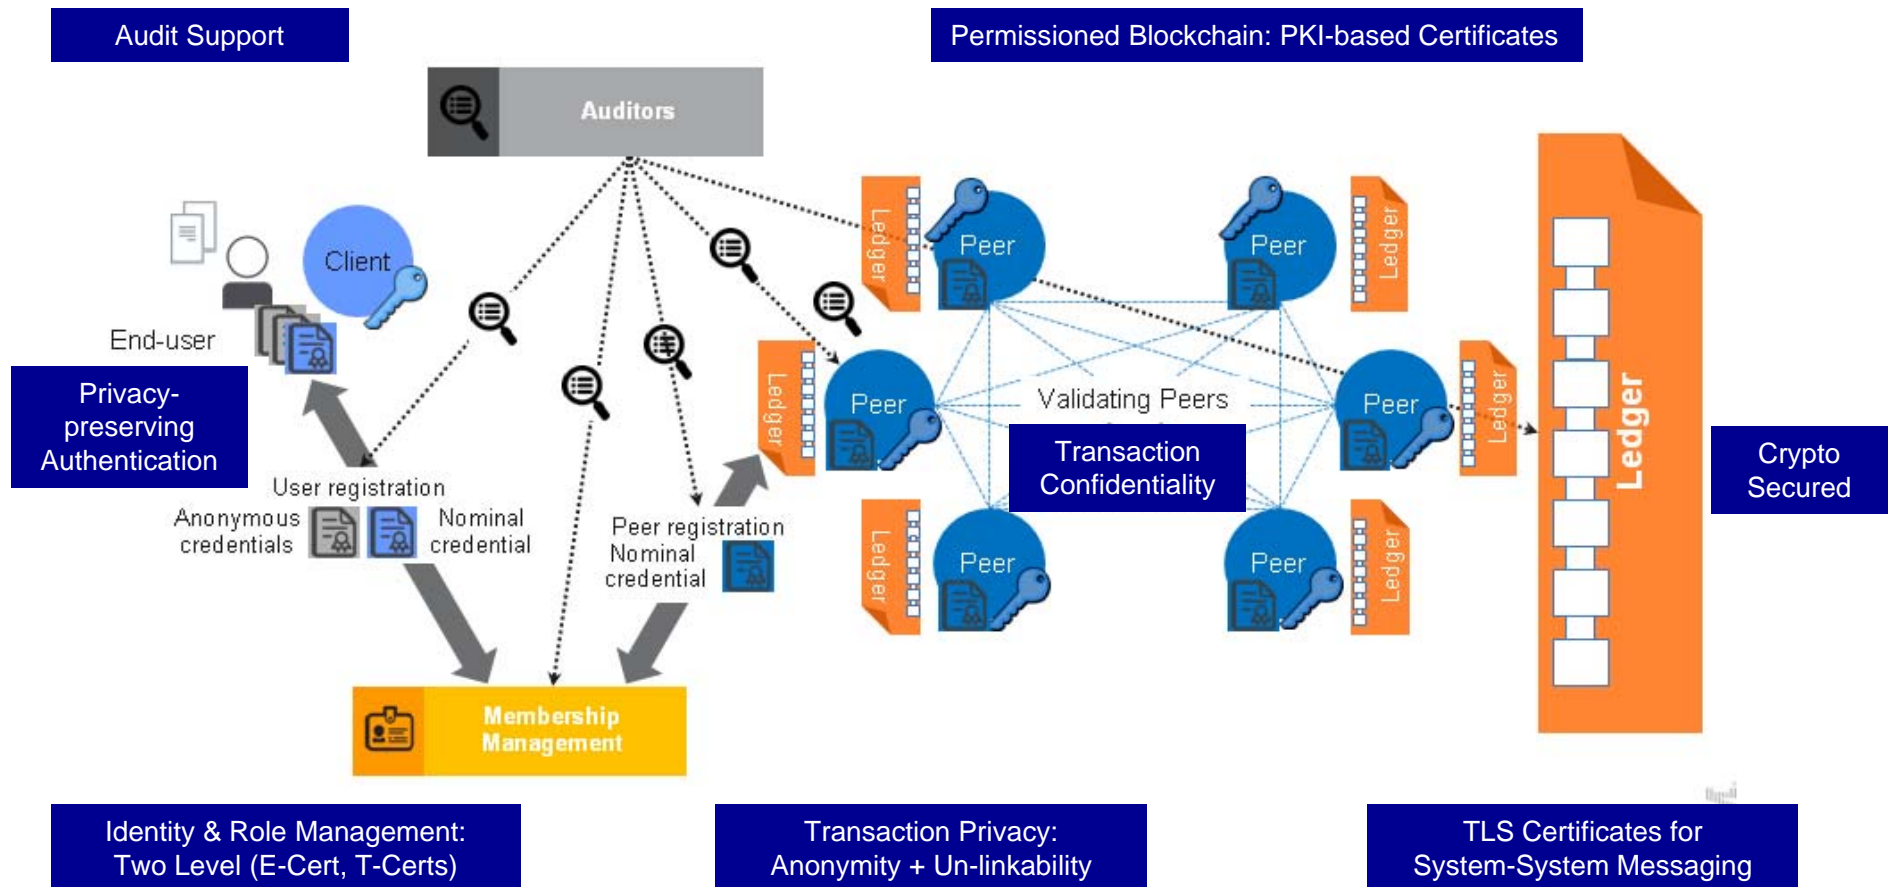 Audit Support
Permissioned Blockchain: PKI-based Certificates
Auditors
Client
End-user
Privacy-
preserving
Authentication
User registration
Anonymous
credentials
Nominal
credential
Peer registration
Nominal
credential
Membership
Management
Ledger
Peer
Peer
Ledger
Ledger
Peer
Validating Peers
Transaction
Confidentiality
Peer
Ledger
Ledger
Peer
Peer
Ledger
Ledger
Crypto
Secured
Identity & Role Management:
Two Level (E-Cert, T-Certs)
Transaction Privacy:
Anonymity + Un-linkability
TLS Certificates for
System-System Messaging